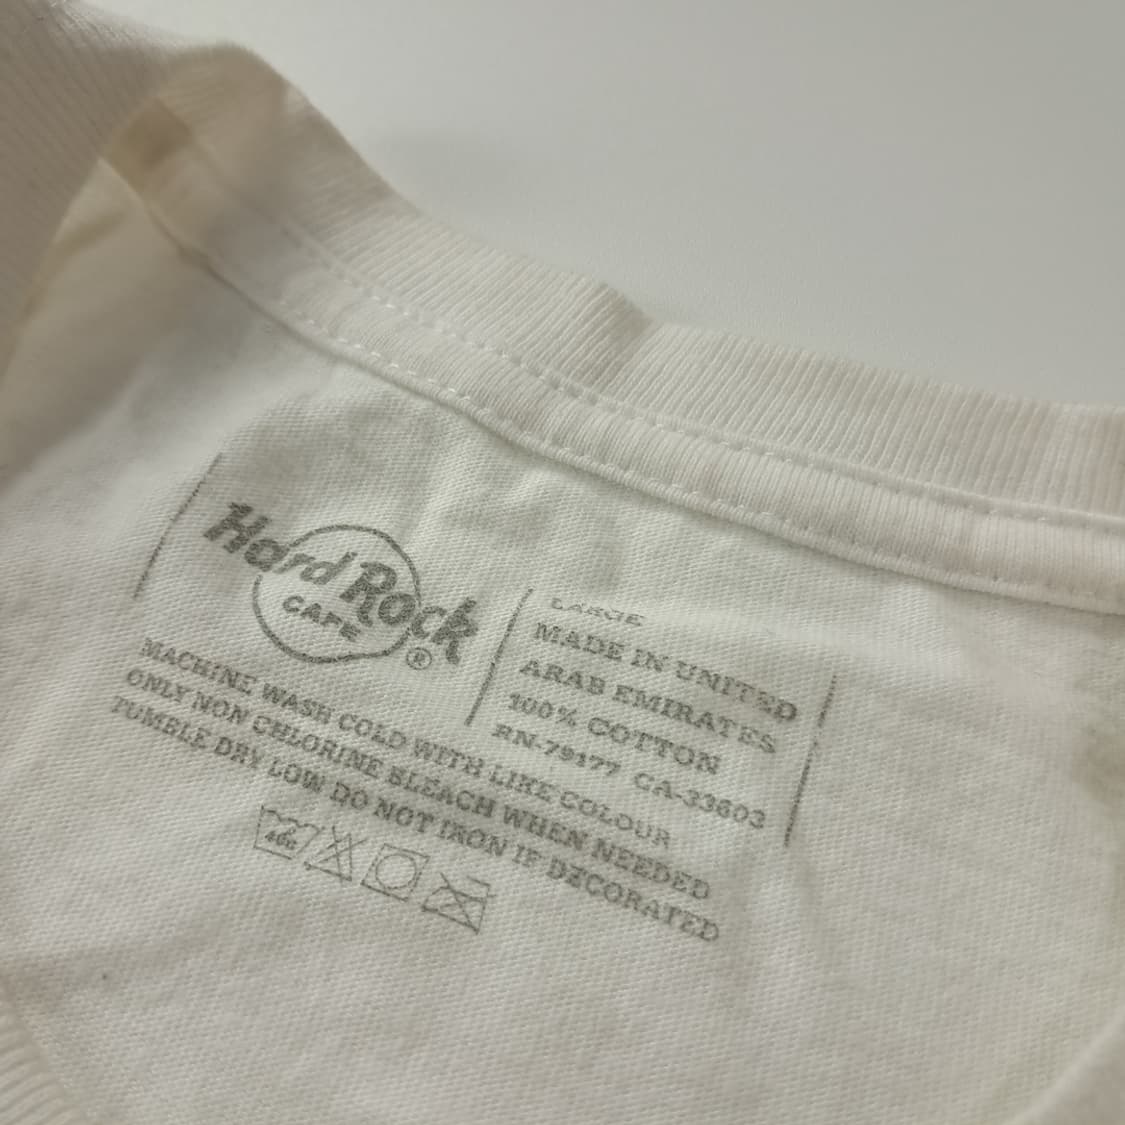 Hard Rock
CAFE
®
LARGE
MADE IN UNITED
ARAB EMIRATES
100% COTTON
RN-79177 CA-33603
MACHINE WASH COLD WITH LIKE COLOUR
ONLY NON CHLORINE BLEACH WHEN NEEDED
TUMBLE DRY LOW DO NOT IRON IF DECORATED